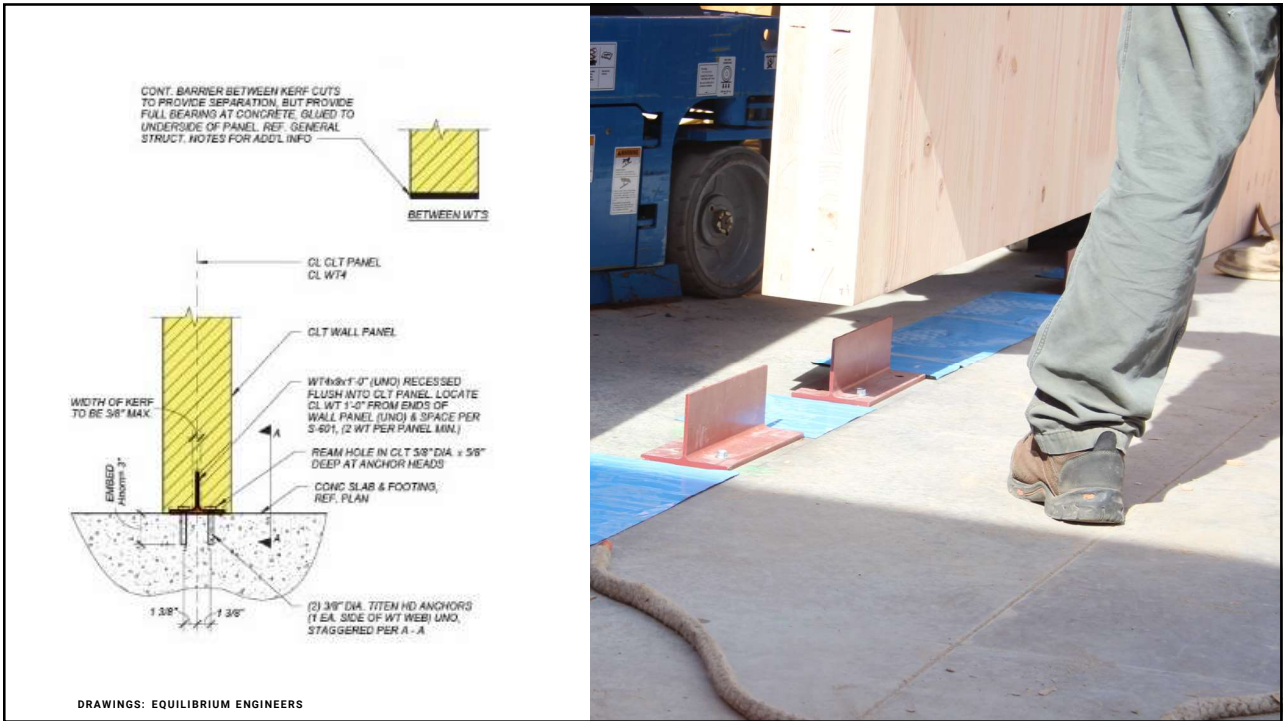 CONT. BARRIER BETWEEN KERF CUTS
TO PROVIDE SEPARATION, BUT PROVIDE
FULL BEARING AT CONCRETE, GLUED TO
UNDERSIDE OF PANEL. REF. GENERAL
STRUCT. NOTES FOR ADD'L INFO
BETWEEN WT'S
CL CLT PANEL
CL WT4
CLT WALL PANEL
WT4x9x1'-0" (UNO) RECESSED
FLUSH INTO CLT PANEL. LOCATE
CL WT 1'-0" FROM ENDS OF
WALL PANEL (UNO) & SPACE PER
S-601, (2 WT PER PANEL MIN.)
WIDTH OF KERF
TO BE 3/8" MAX.
A
REAM HOLE IN CLT 5/8" DIA. x 5/8"
DEEP AT ANCHOR HEADS
EMBED
Hnom= 3"
CONC SLAB & FOOTING,
REF. PLAN
A
1 3/8"
1 3/8"
(2) 3/8" DIA. TITEN HD ANCHORS
(1 EA. SIDE OF WT WEB) UNO,
STAGGERED PER A - A
DRAWINGS: EQUILIBRIUM ENGINEERS